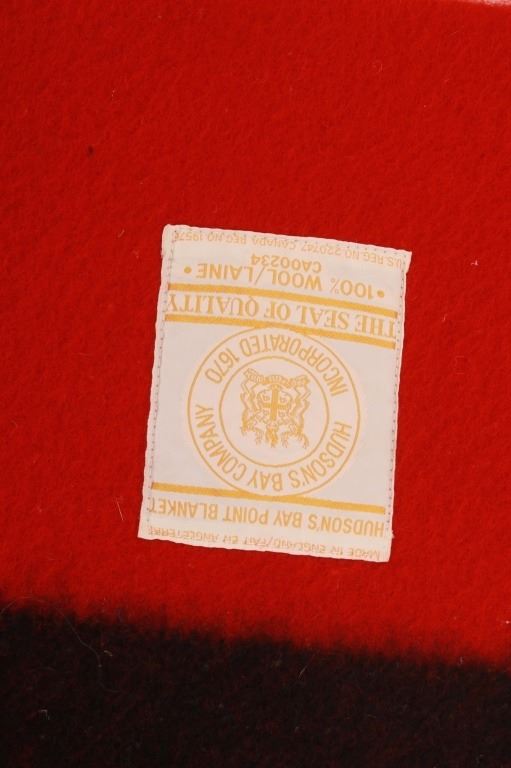 MADE IN ENGLAND/FAIT EN ANGLETERRE
HUDSON'S BAY POINT BLANKET
HUDSON'S BAY COMPANY
INCORPORATED 1670
THE SEAL OF QUALITY
•100% WOOL/LAINE•
CA00234
U.S. REG. NO. 220747 CANADA REG. NO.